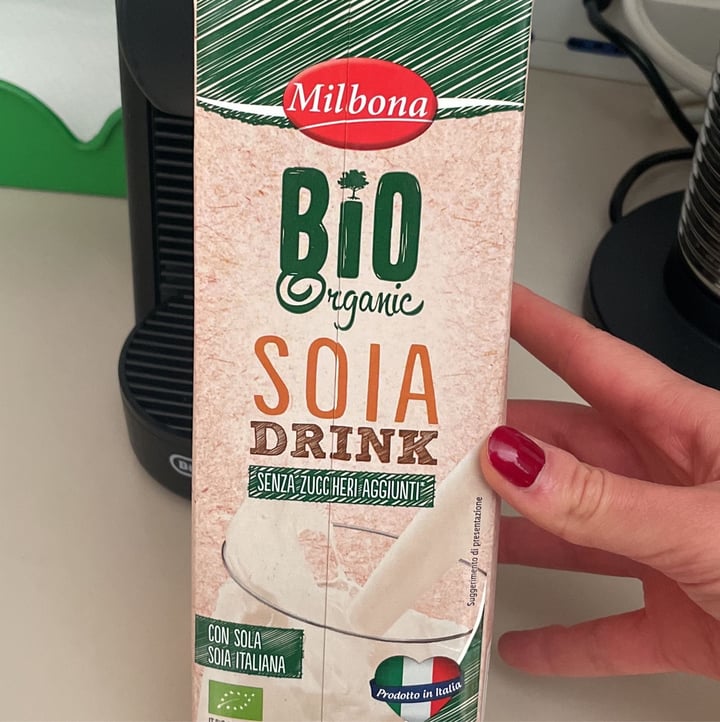 Milbona
BIO
Organic
SOIA
DRINK
SENZA ZUCCHERI AGGIUNTI*
Suggerimento di presentazione
CON SOLA
SOIA ITALIANA
Prodotto in Italia